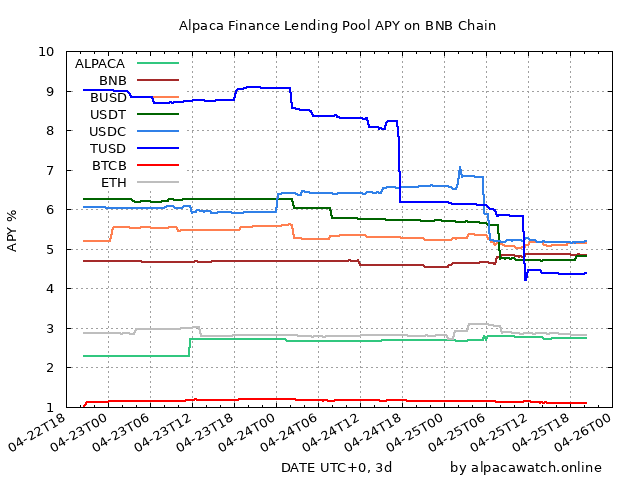 Alpaca Finance Lending Pool APY on BNB Chain
10
9
8
7
6
5
4
3
2
1
APY %
ALPACA
BNB
BUSD
USDT
USDC
TUSD
BTCB
ETH
04-22T18
04-23T00
04-23T06
04-23T12
04-23T18
04-24T00
04-24T06
04-24T12
04-24T18
04-25T00
04-25T06
04-25T12
04-25T18
04-26T00
DATE UTC+0, 3d by alpacawatch.online